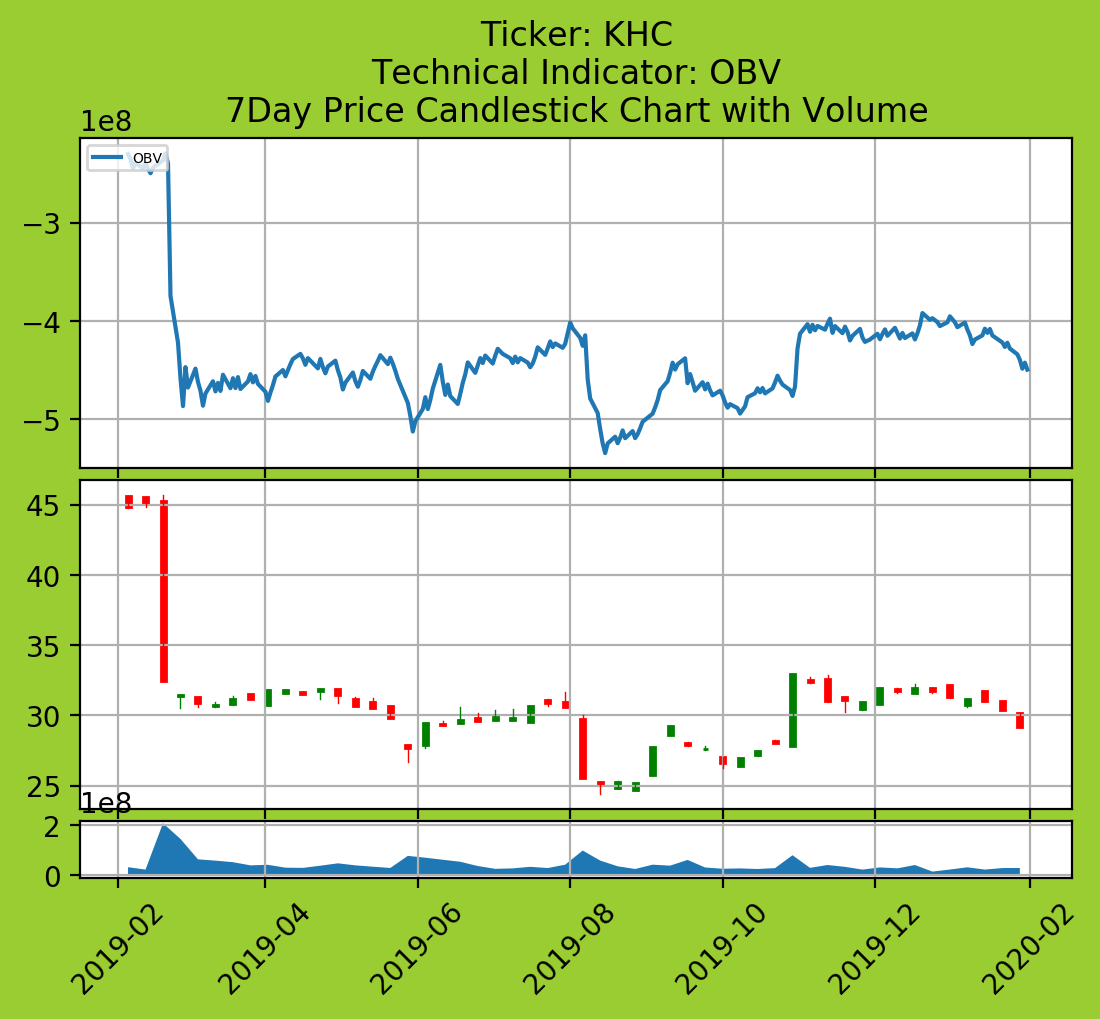 Ticker: KHC
Technical Indicator: OBV
7Day Price Candlestick Chart with Volume
1e8
OBV
−3
−4
−5
45
40
35
30
25
1e8
2
0
2019-02
2019-04
2019-06
2019-08
2019-10
2019-12
2020-02